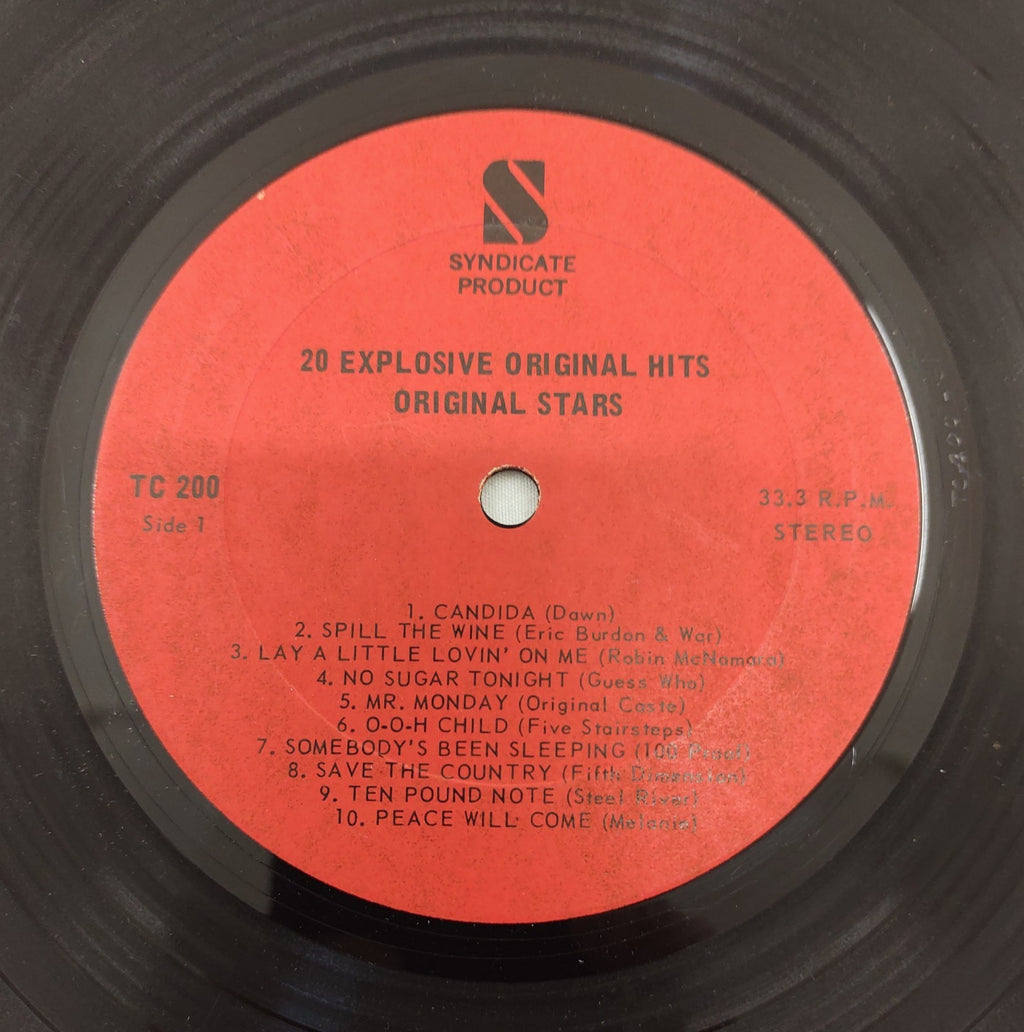 S
SYNDICATE
PRODUCT
20 EXPLOSIVE ORIGINAL HITS
ORIGINAL STARS
TC 200
Side 1
33.3 R.P.M.
STEREO
1. CANDIDA (Dawn)
2. SPILL THE WINE (Eric Burdon & War)
3. LAY A LITTLE LOVIN' ON ME (Robin McNamara)
4. NO SUGAR TONIGHT (Guess Who)
5. MR. MONDAY (Original Caste)
6. O-O-H CHILD (Five Stairsteps)
7. SOMEBODY'S BEEN SLEEPING (100 Proof)
8. SAVE THE COUNTRY (Fifth Dimension)
9. TEN POUND NOTE (Steel River)
10. PEACE WILL COME (Melanie)